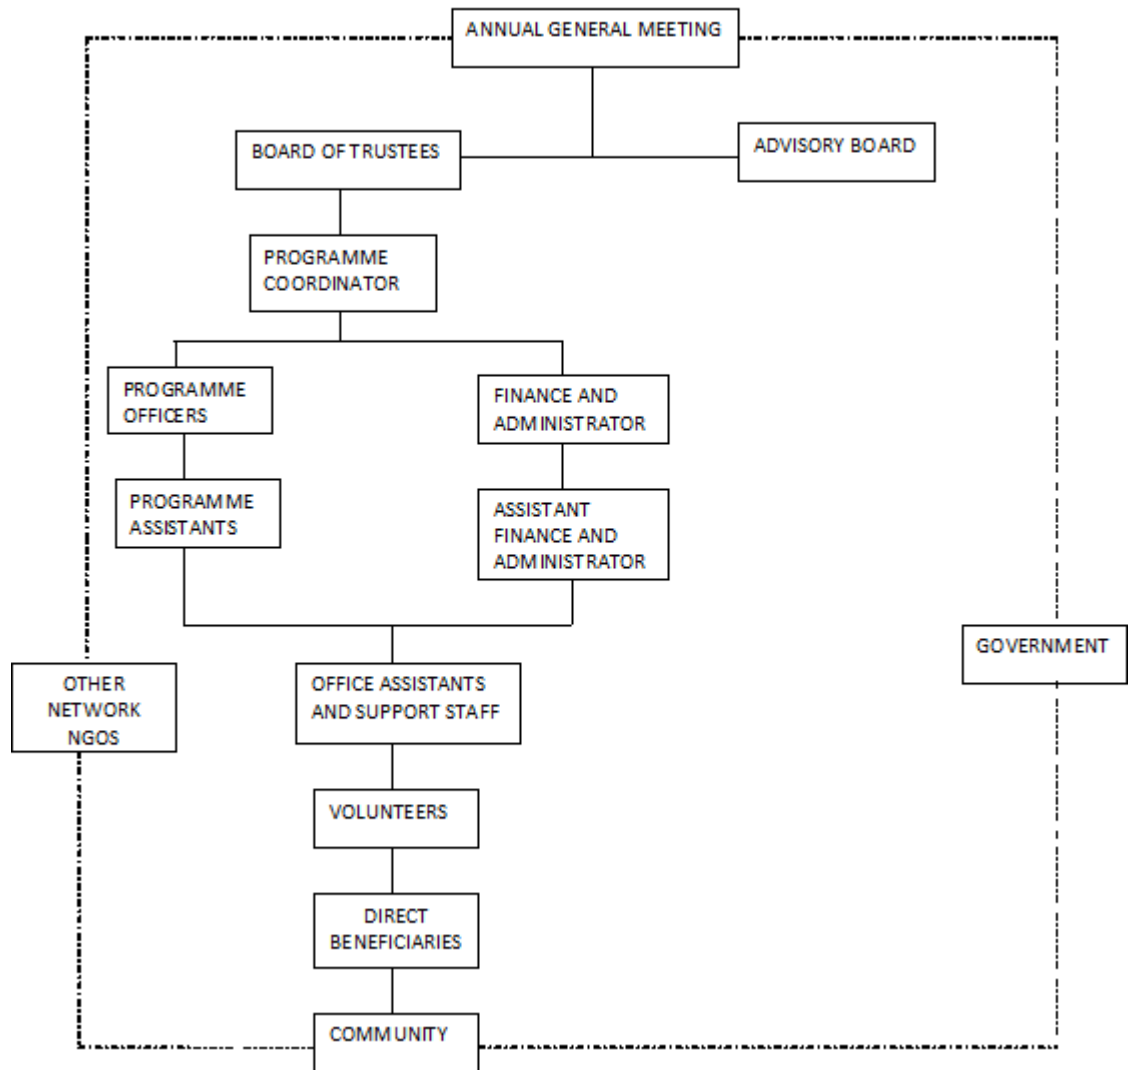 ANNUAL GENERAL MEETING
BOARD OF TRUSTEES
ADVISORY BOARD
PROGRAMME
COORDINATOR
PROGRAMME
OFFICERS
FINANCE AND
ADMINISTRATOR
PROGRAMME
ASSISTANTS
ASSISTANT
FINANCE AND
ADMINISTRATOR
OTHER
NETWORK
NGOS
OFFICE ASSISTANTS
AND SUPPORT STAFF
GOVERNMENT
VOLUNTEERS
DIRECT
BENEFICIARIES
COMMUNITY